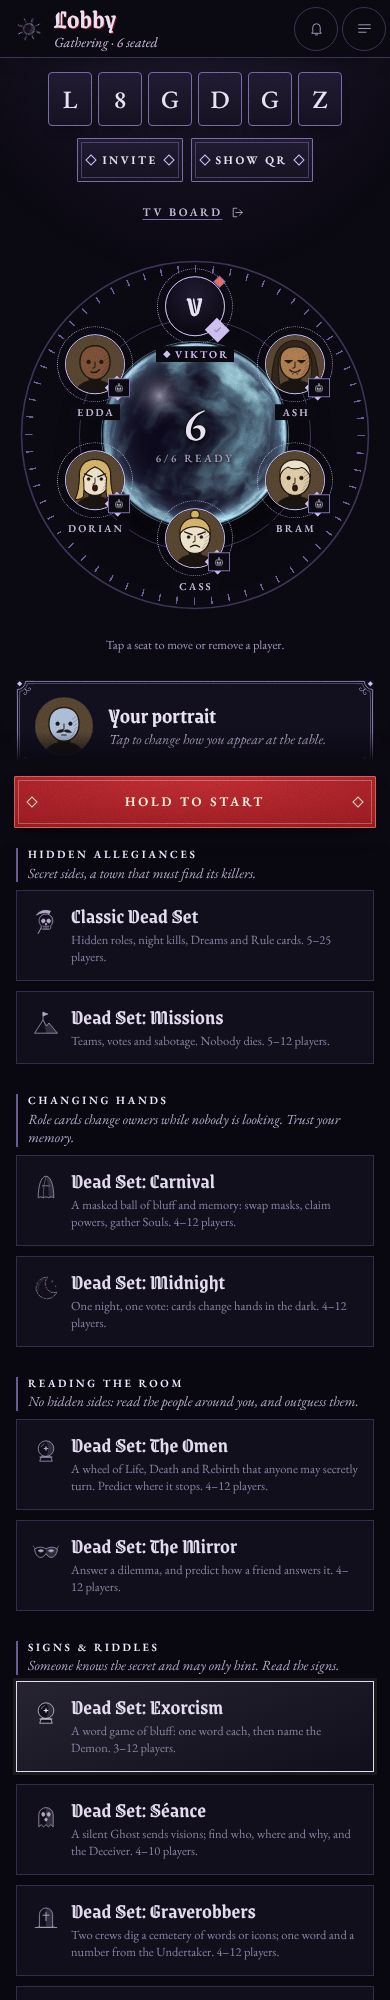 Lobby
Gathering · 6 seated
L 8 G D G Z
INVITE
SHOW QR
TV BOARD
V
VIKTOR
EDDA
ASH
6
6/6 READY
DORIAN
BRAM
CASS
Tap a seat to move or remove a player.
Your portrait
Tap to change how you appear at the table.
HOLD TO START
HIDDEN ALLEGIANCES
Secret sides, a town that must find its killers.
Classic Dead Set
Hidden roles, night kills, Dreams and Rule cards. 5–25
players.
Dead Set: Missions
Teams, votes and sabotage. Nobody dies. 5–12 players.
CHANGING HANDS
Role cards change owners while nobody is looking. Trust your
memory.
Dead Set: Carnival
A masked ball of bluff and memory: swap masks, claim
powers, gather Souls. 4–12 players.
Dead Set: Midnight
One night, one vote: cards change hands in the dark. 4–12
players.
READING THE ROOM
No hidden sides: read the people around you, and outguess them.
Dead Set: The Omen
A wheel of Life, Death and Rebirth that anyone may secretly
turn. Predict where it stops. 4–12 players.
Dead Set: The Mirror
Answer a dilemma, and predict how a friend answers it. 4–
12 players.
SIGNS & RIDDLES
Someone knows the secret and may only hint. Read the signs.
Dead Set: Exorcism
A word game of bluff: one word each, then name the
Demon. 3–12 players.
Dead Set: Séance
A silent Ghost sends visions; find who, where and why, and
the Deceiver. 4–10 players.
Dead Set: Graverobbers
Two crews dig a cemetery of words or icons; one word and a
number from the Undertaker. 4–12 players.